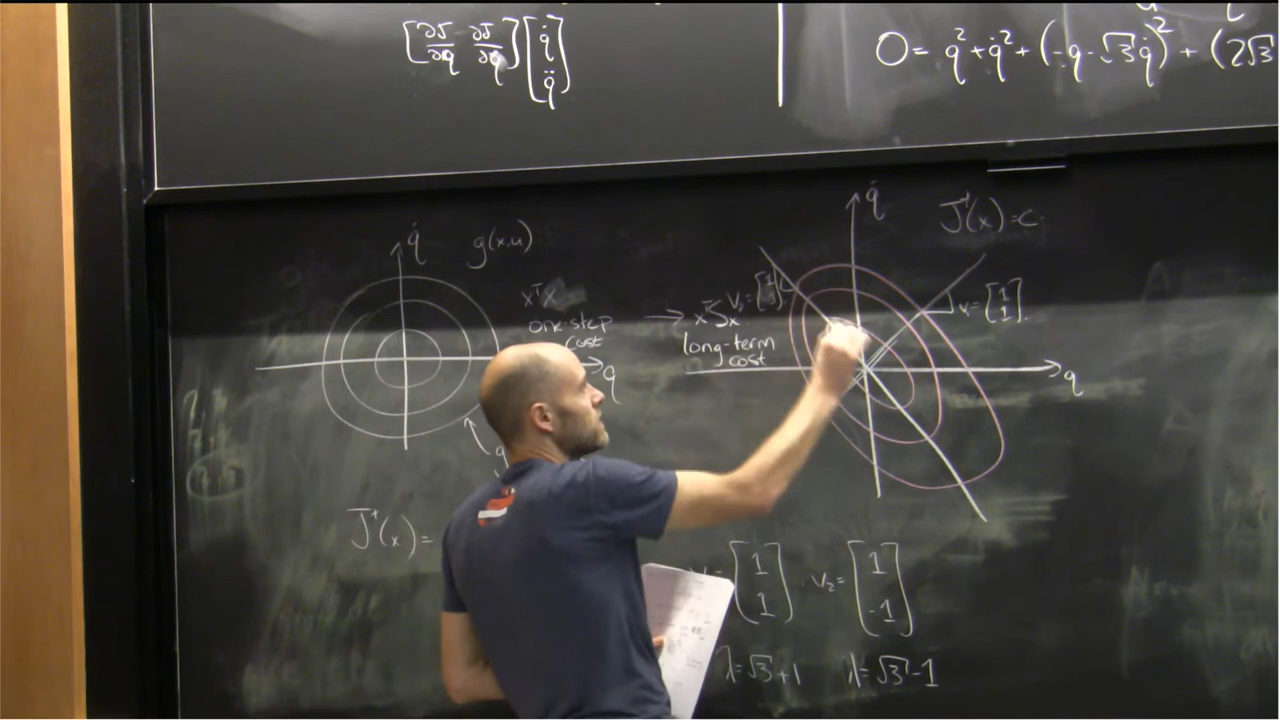 [∂J/∂q ∂J/∂q̇] [q̇ q̈]
0 = q² + q̇² + (-q - √3 q̇)² + (2√3
q̇
g(x,u)
xᵀx
one-step
cost
q
→ xᵀSx
long-term
cost
q̇
J*(x) = c
v₂ =
v₁ = [1 1]
q
J*(x) =
[1 1] , v₂ = [1 -1]
λ = √3 + 1
λ = √3 - 1